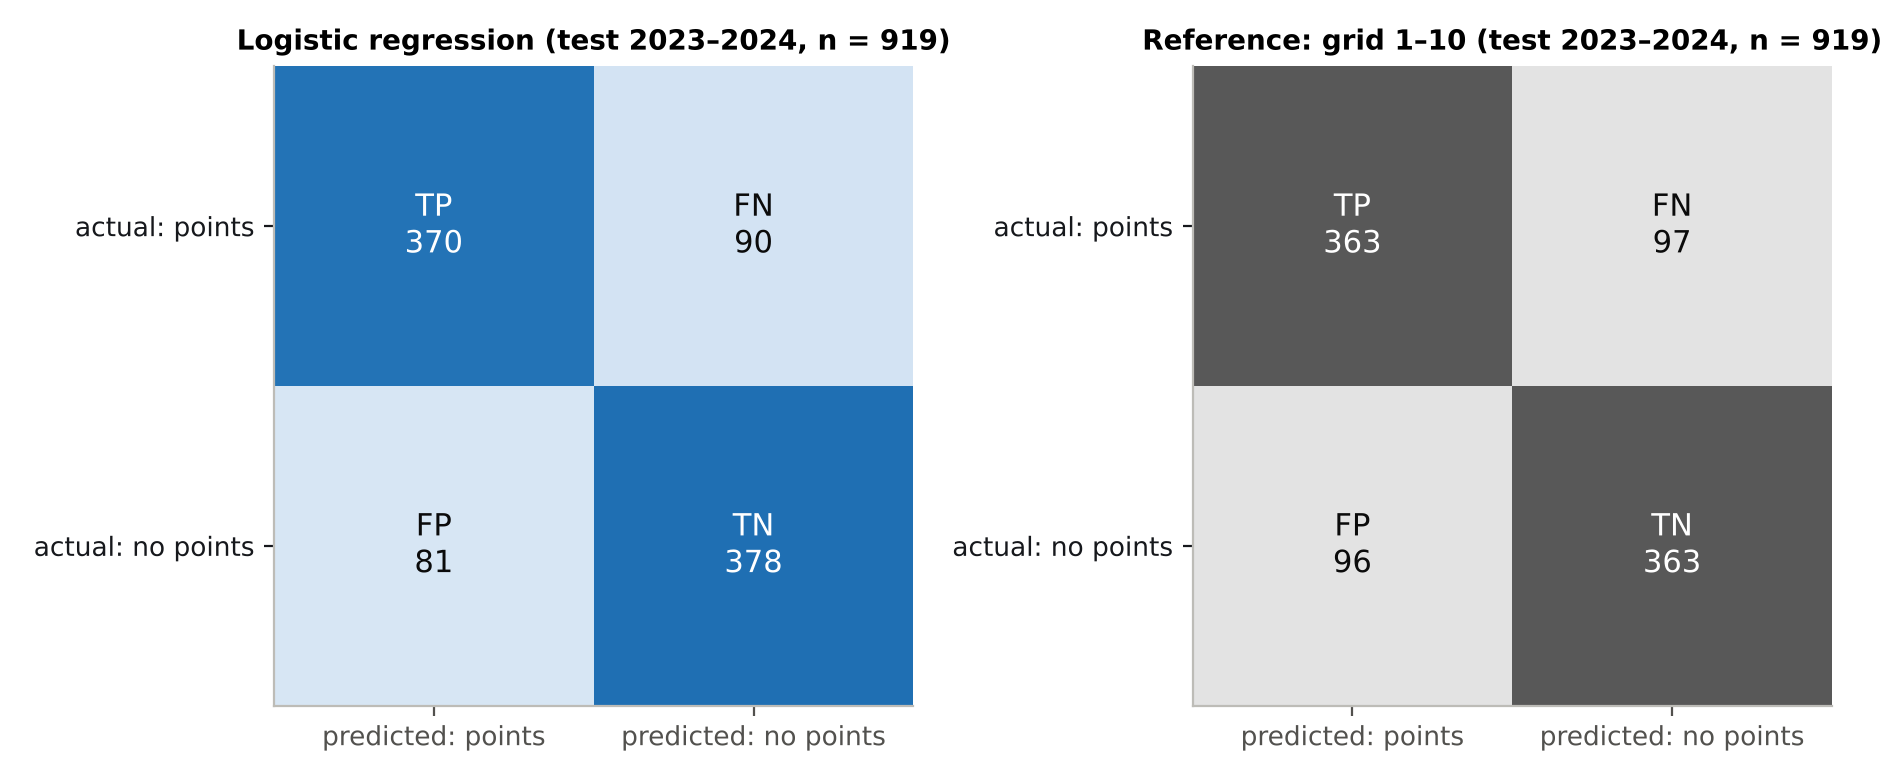 Logistic regression (test 2023–2024, n = 919)
actual: points
TP
370
FN
90
actual: no points
FP
81
TN
378
predicted: points
predicted: no points
Reference: grid 1–10 (test 2023–2024, n = 919)
actual: points
TP
363
FN
97
actual: no points
FP
96
TN
363
predicted: points
predicted: no points